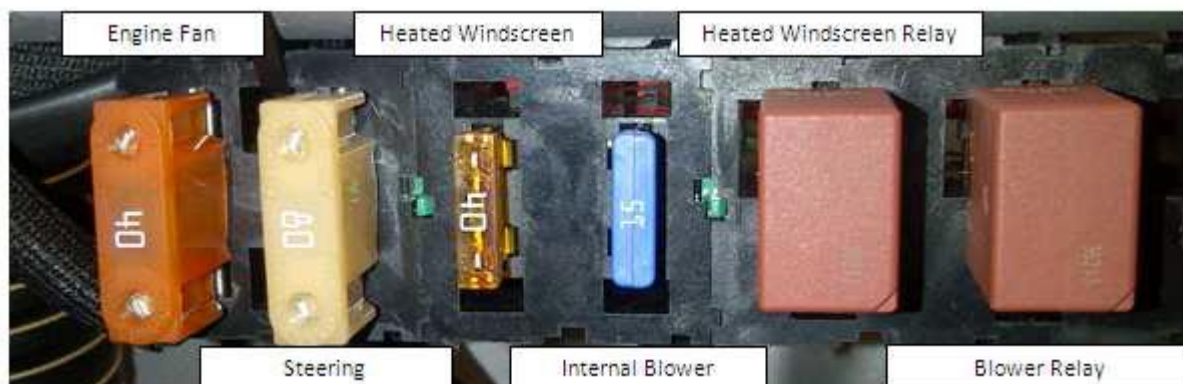 Engine Fan
Heated Windscreen
Heated Windscreen Relay
40
60
40
15
Steering
Internal Blower
Blower Relay